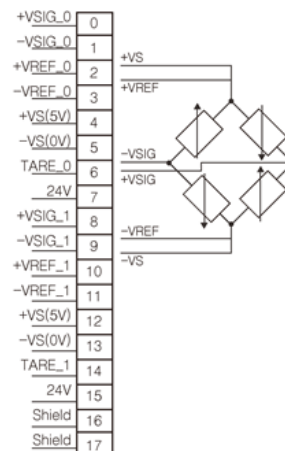 +VSIG_0 0
−VSIG_0 1
+VREF_0 2
−VREF_0 3
+VS(5V) 4
−VS(0V) 5
TARE_0 6
24V 7
+VSIG_1 8
−VSIG_1 9
+VREF_1 10
−VREF_1 11
+VS(5V) 12
−VS(0V) 13
TARE_1 14
24V 15
Shield 16
Shield 17
+VS
+VREF
−VSIG
+VSIG
−VREF
−VS